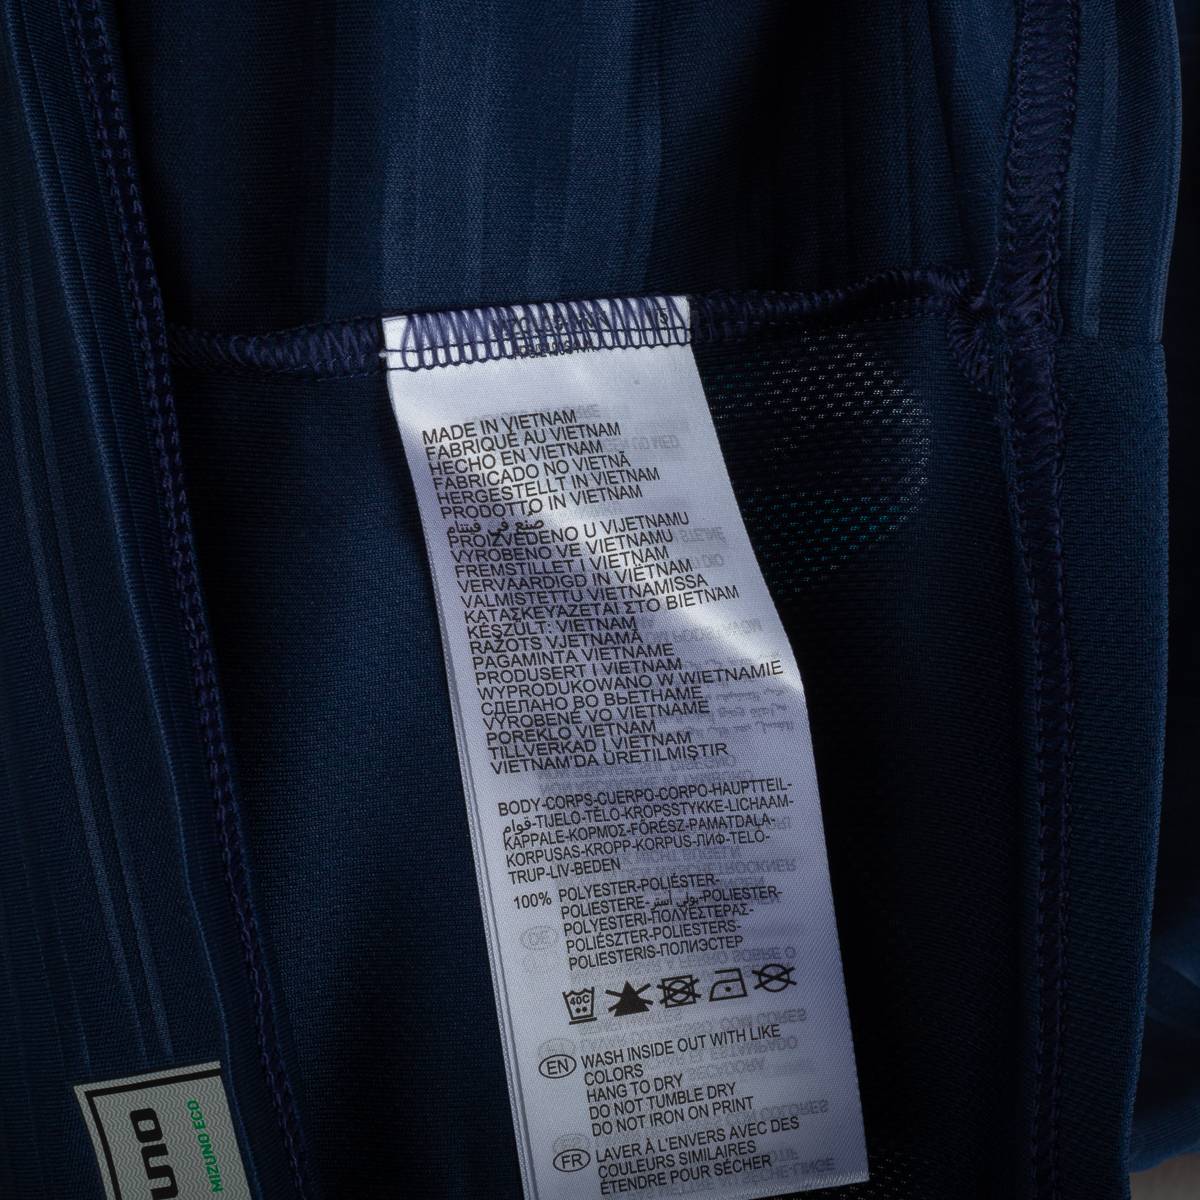 MADE IN VIETNAM
FABRIQUÉ AU VIETNAM
HECHO EN VIETNAM
FABRICADO NO VIETNÃ
HERGESTELLT IN VIETNAM
PRODOTTO IN VIETNAM
صنع في فيتنام
PROIZVEDENO U VIJETNAMU
VYROBENO VE VIETNAMU
FREMSTILLET I VIETNAM
VERVAARDIGD IN VIETNAM
VALMISTETTU VIETNAMISSA
ΚΑΤΑΣΚΕΥΑΖΕΤΑΙ ΣΤΟ ΒΙΕΤΝΑΜ
KÉSZÜLT: VIETNAM
RAŽOTS VJETNAMĀ
PAGAMINTA VIETNAME
PRODUSERT I VIETNAM
WYPRODUKOWANO W WIETNAMIE
СДЕЛАНО ВО ВЬЕТНАМЕ
VYROBENÉ VO VIETNAME
POREKLO VIETNAM
TILLVERKAD I VIETNAM
VIETNAM'DA ÜRETILMIŞTIR
BODY-CORPS-CUERPO-CORPO-HAUPTTEIL-
قوام-TIJELO-TĚLO-KROPSSTYKKE-LICHAAM-
KAPPALE-ΚΟΡΜΟΣ-FŐRÉSZ-PAMATDAĻA-
KORPUSAS-KROPP-KORPUS-ЛИФ-TELO-
TRUP-LIV-BEDEN
100% POLYESTER-POLIÉSTER-
POLIESTERE-بولي أستر-POLIESTER-
POLYESTERI-ΠΟΛΥΕΣΤΕΡΑΣ-
POLIÉSZTER-POLIESTERS-
POLIESTERIS-ПОЛИЭСТЕР
40C
EN WASH INSIDE OUT WITH LIKE
COLORS
HANG TO DRY
DO NOT TUMBLE DRY
DO NOT IRON ON PRINT
FR LAVER À L'ENVERS AVEC DES
COULEURS SIMILAIRES
ÉTENDRE POUR SÉCHER
UNO
MIZUNO ECO